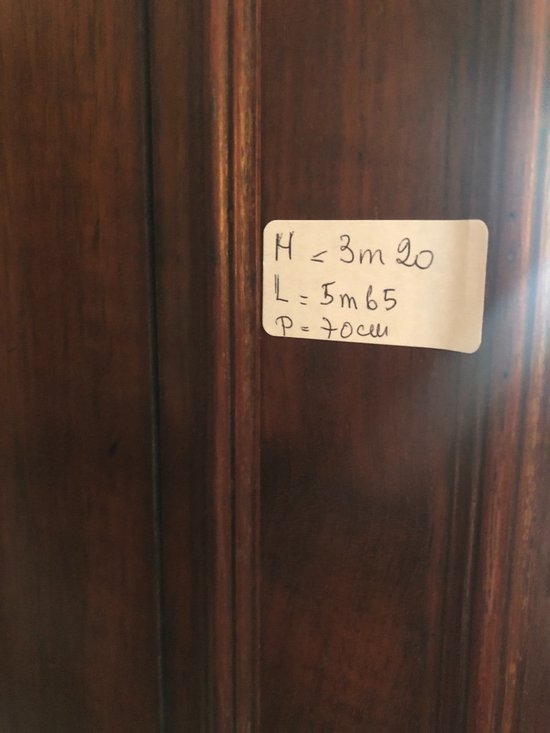 H = 3m20
L = 5m65
P = 70cm